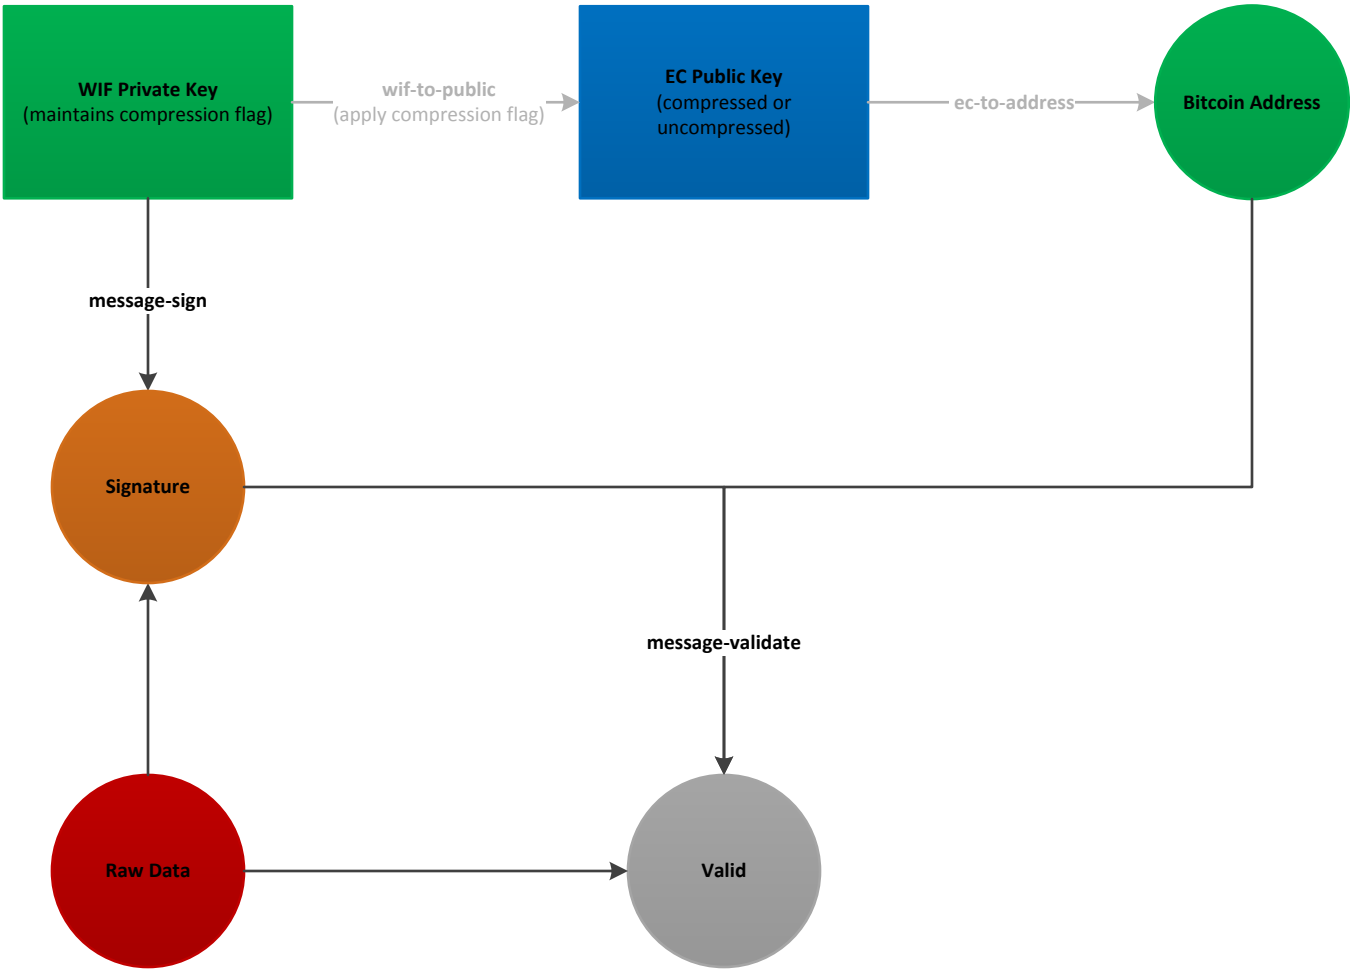 WIF Private Key
(maintains compression flag)
wif-to-public
(apply compression flag)
EC Public Key
(compressed or
uncompressed)
ec-to-address
Bitcoin Address
message-sign
Signature
message-validate
Raw Data
Valid